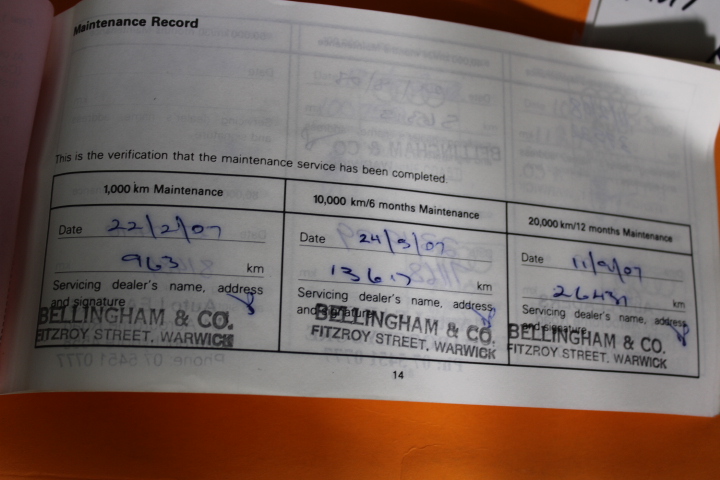 Maintenance Record
This is the verification that the maintenance service has been completed.
1,000 km Maintenance
Date 22/2/07
963 km
Servicing dealer's name, address
and signature
BELLINGHAM & CO.
FITZROY STREET, WARWICK
10,000 km/6 months Maintenance
Date 24/5/07
13617 km
Servicing dealer's name, address
and signature
BELLINGHAM & CO.
FITZROY STREET, WARWICK
20,000 km/12 months Maintenance
Date 11/9/07
26431 km
Servicing dealer's name, address
and signature
BELLINGHAM & CO.
FITZROY STREET, WARWICK
14